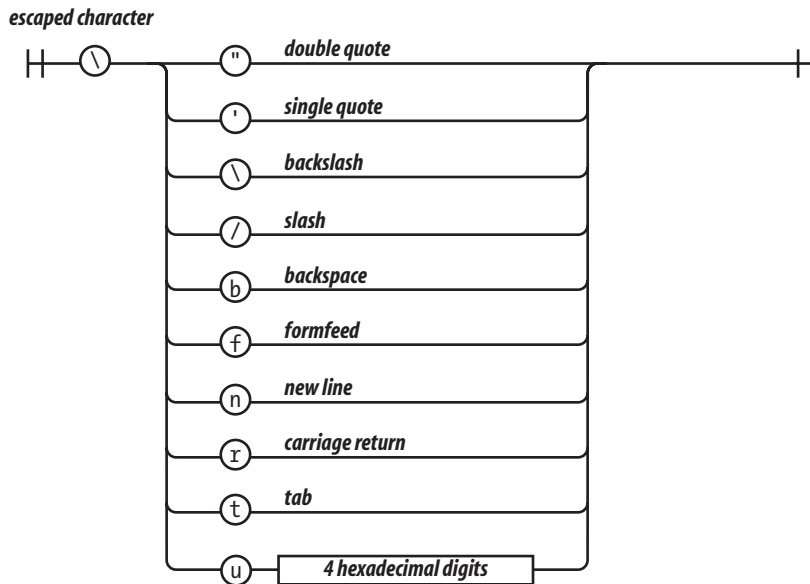 escaped character
\
" double quote
' single quote
\ backslash
/ slash
b backspace
f formfeed
n new line
r carriage return
t tab
u 4 hexadecimal digits